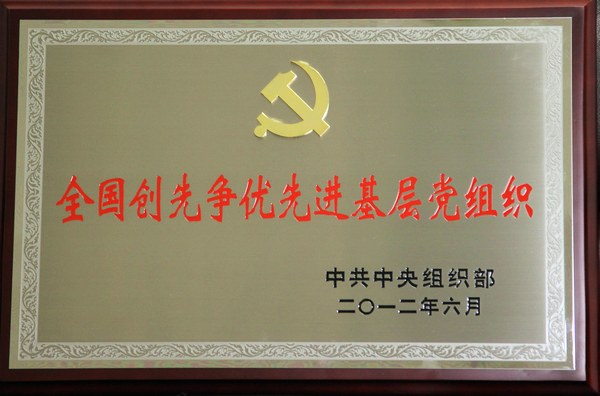 全国创先争优先进基层党组织
中共中央组织部
二〇一二年六月